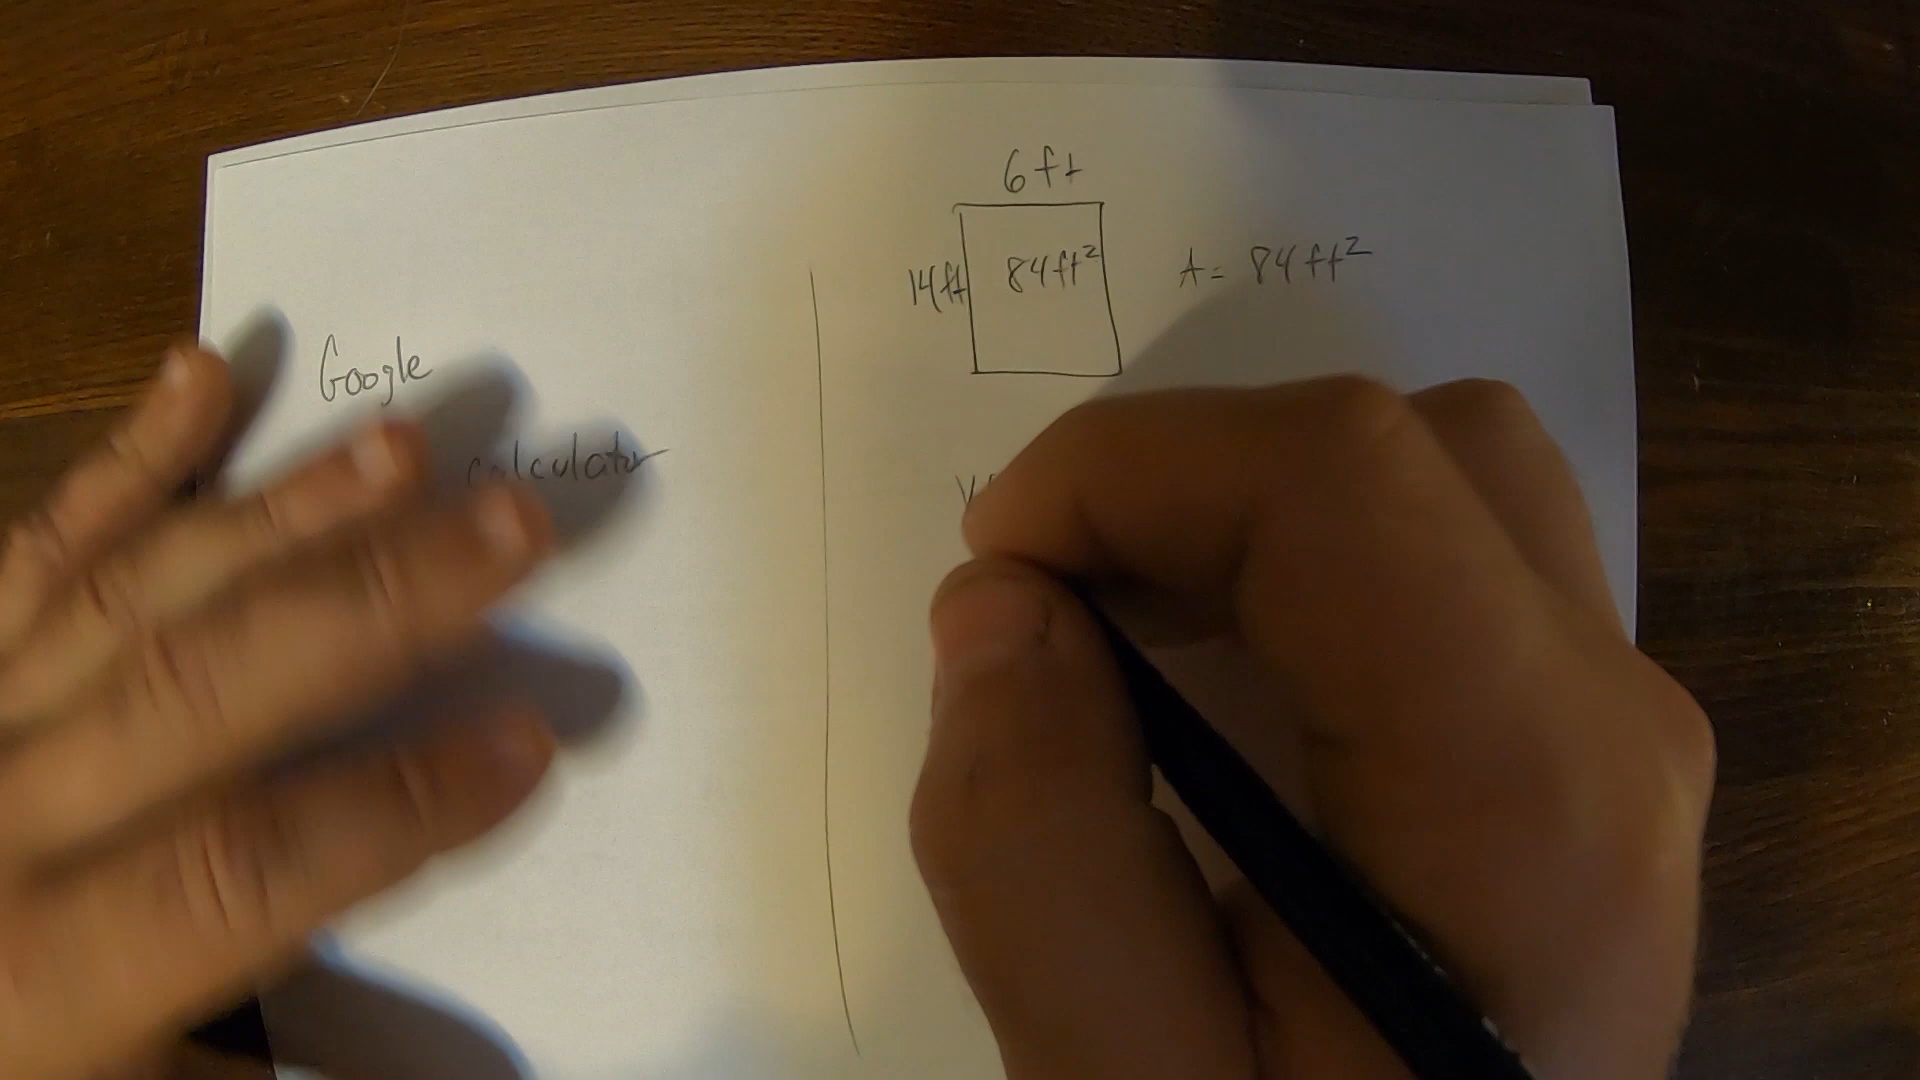 Google
calculator
6ft
14ft
84ft²
A = 84ft²